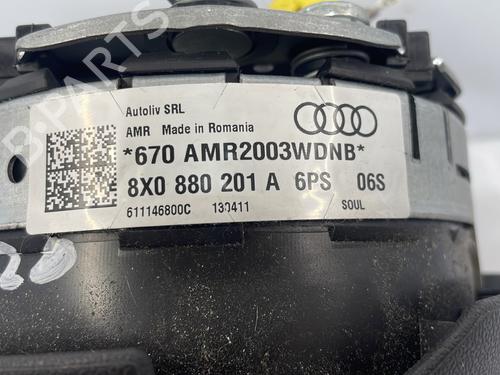 Autoliv SRL
AMR Made in Romania
*670 AMR2003WDNB*
8X0 880 201 A 6PS 06S
611146800C 130411 SOUL